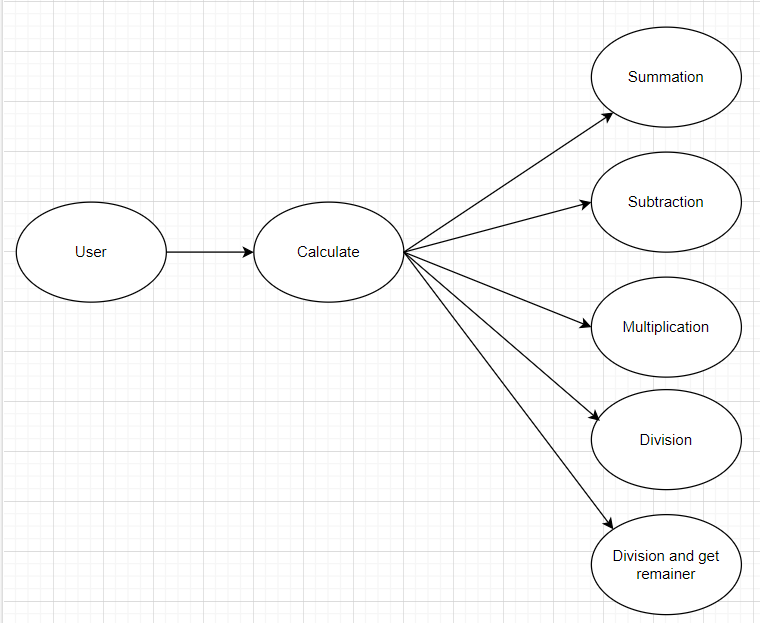 User
Calculate
Summation
Subtraction
Multiplication
Division
Division and get
remainer